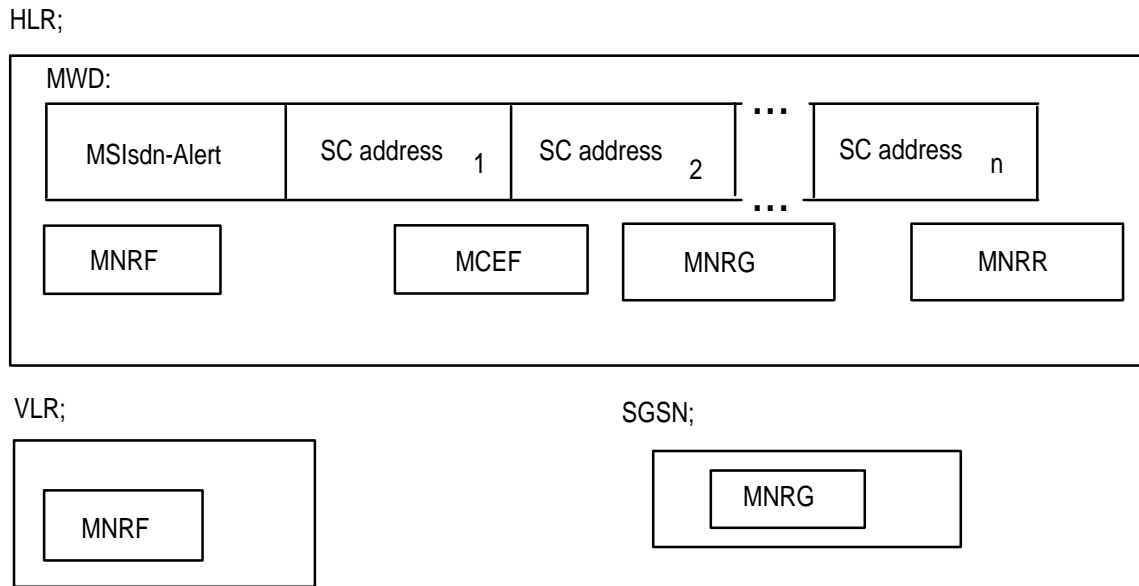 HLR;
MWD:
MSIsdn-Alert SC address 1 SC address 2 ... SC address n
...
MNRF MCEF MNRG MNRR
VLR; SGSN;
MNRF MNRG